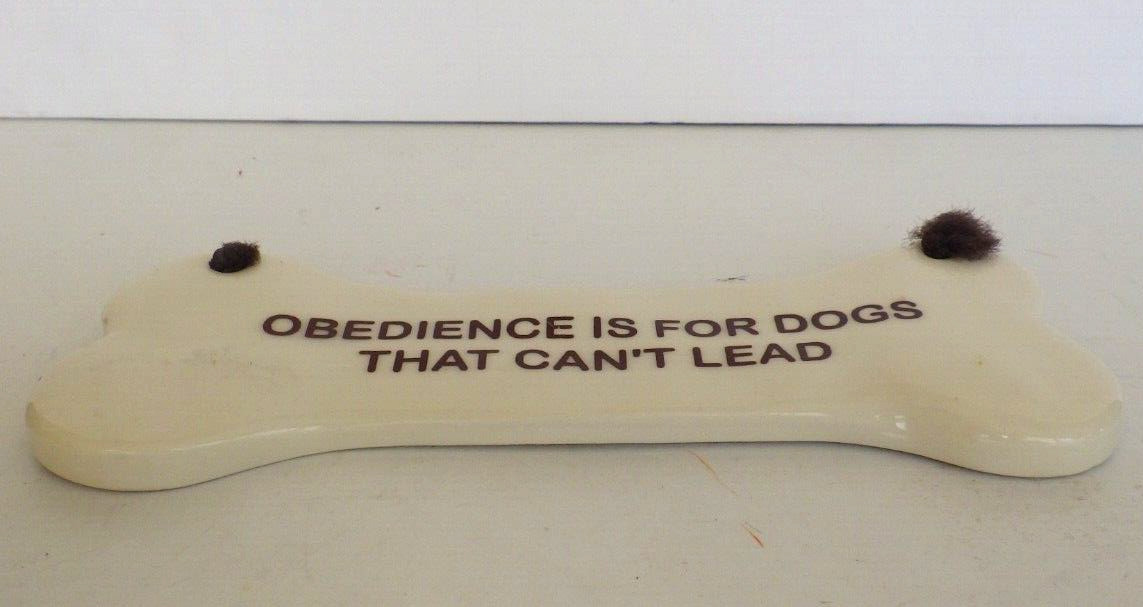 OBEDIENCE IS FOR DOGS
THAT CAN'T LEAD